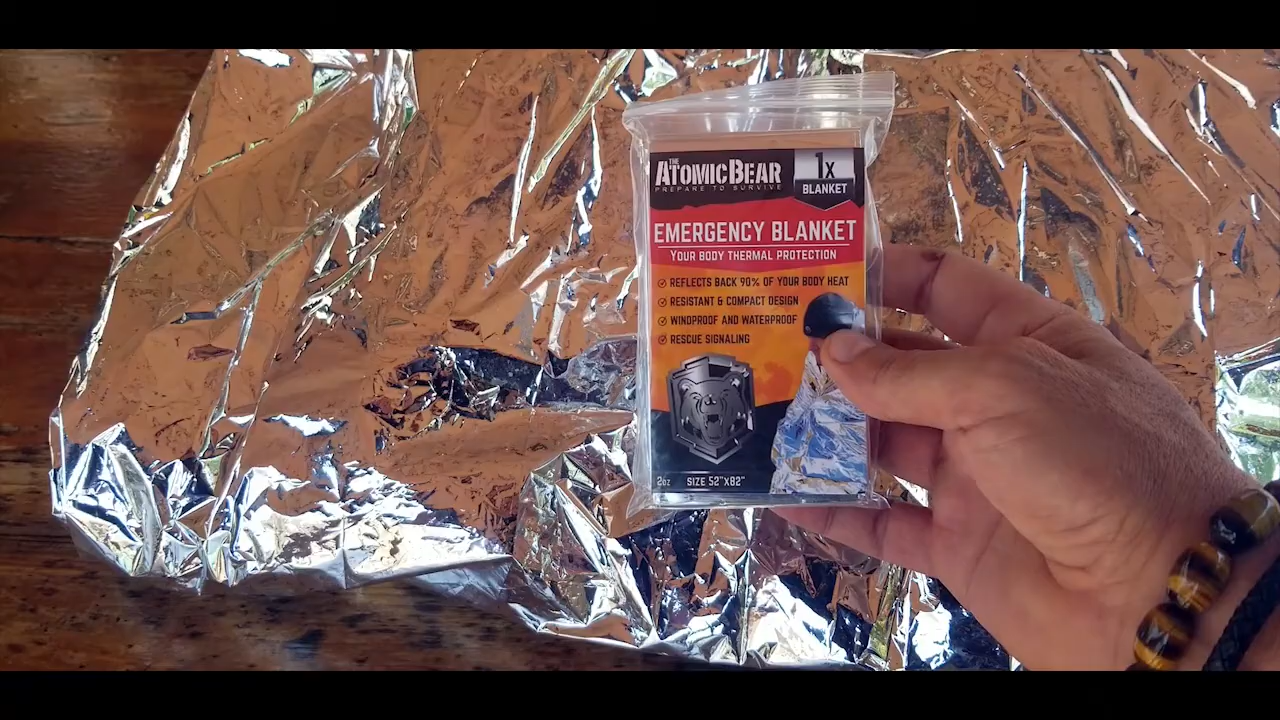 THE
ATOMICBEAR
PREPARE TO SURVIVE
1X
BLANKET
EMERGENCY BLANKET
YOUR BODY THERMAL PROTECTION
REFLECTS BACK 90% OF YOUR BODY HEAT
RESISTANT & COMPACT DESIGN
WINDPROOF AND WATERPROOF
RESCUE SIGNALING
2oz SIZE 52"X82"